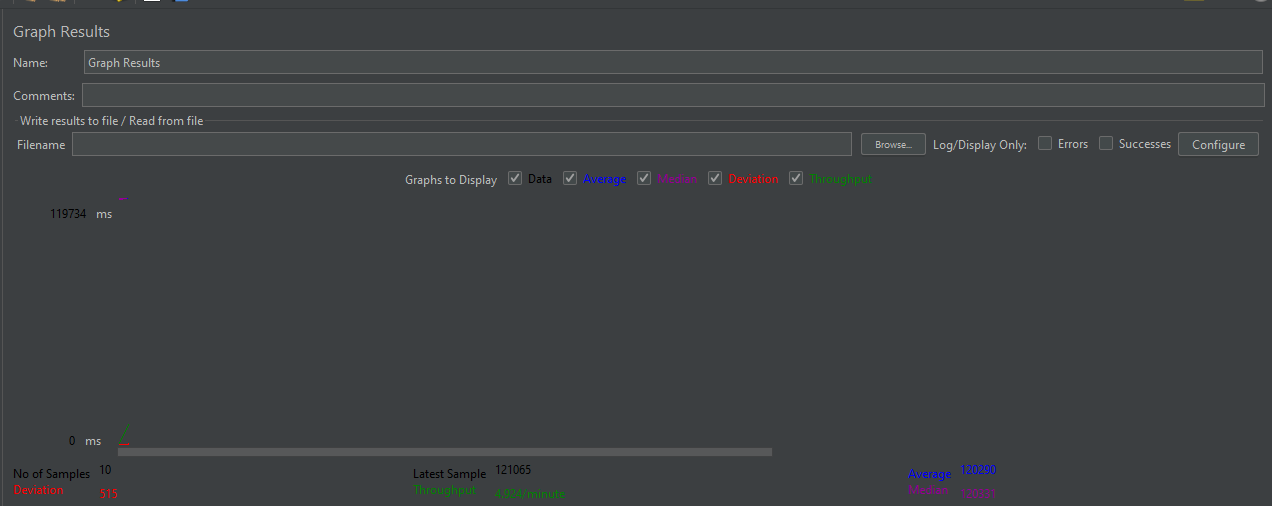 Graph Results
Name: Graph Results
Comments:
Write results to file / Read from file
Filename Browse... Log/Display Only: Errors Successes Configure
Graphs to Display Data Average Median Deviation Throughput
119734 ms
0 ms
No of Samples 10 Latest Sample 121065 Average 120290
Deviation 515 Throughput 4.924/minute Median